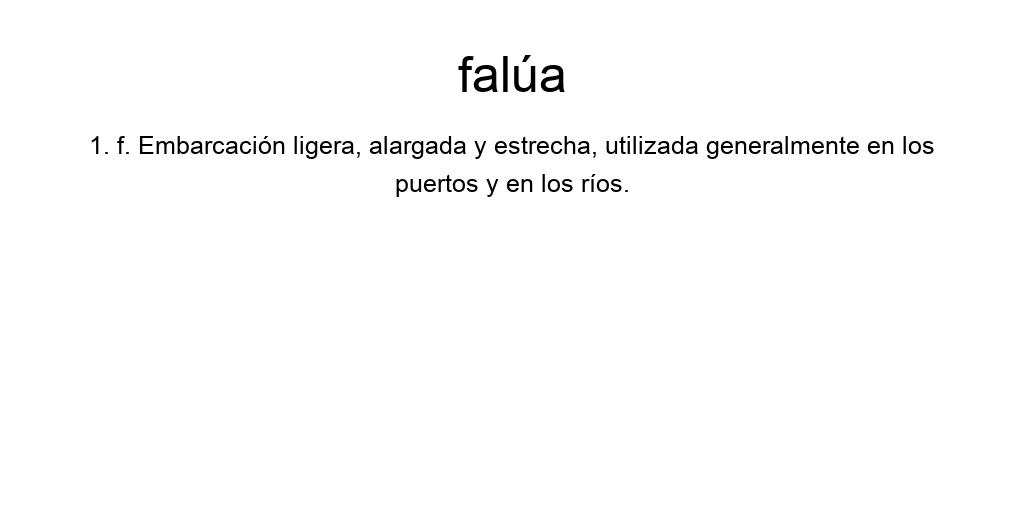 falúa
1. f. Embarcación ligera, alargada y estrecha, utilizada generalmente en los
puertos y en los ríos.